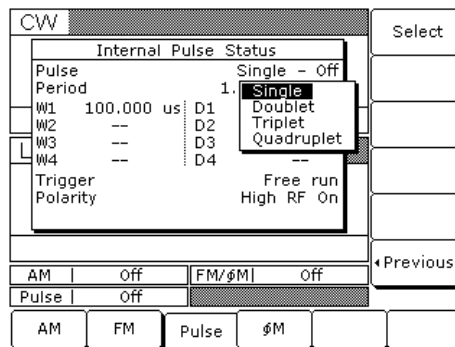 CW
Select
Internal Pulse Status
Pulse Single - Off
Period 1.
Single
Doublet
Triplet
Quadruplet
W1 100.000 us D1
W2 -- D2
W3 -- D3
W4 -- D4 --
L
Trigger Free run
Polarity High RF On
Previous
AM Off FM/ϕM Off
Pulse Off
AM FM Pulse ϕM